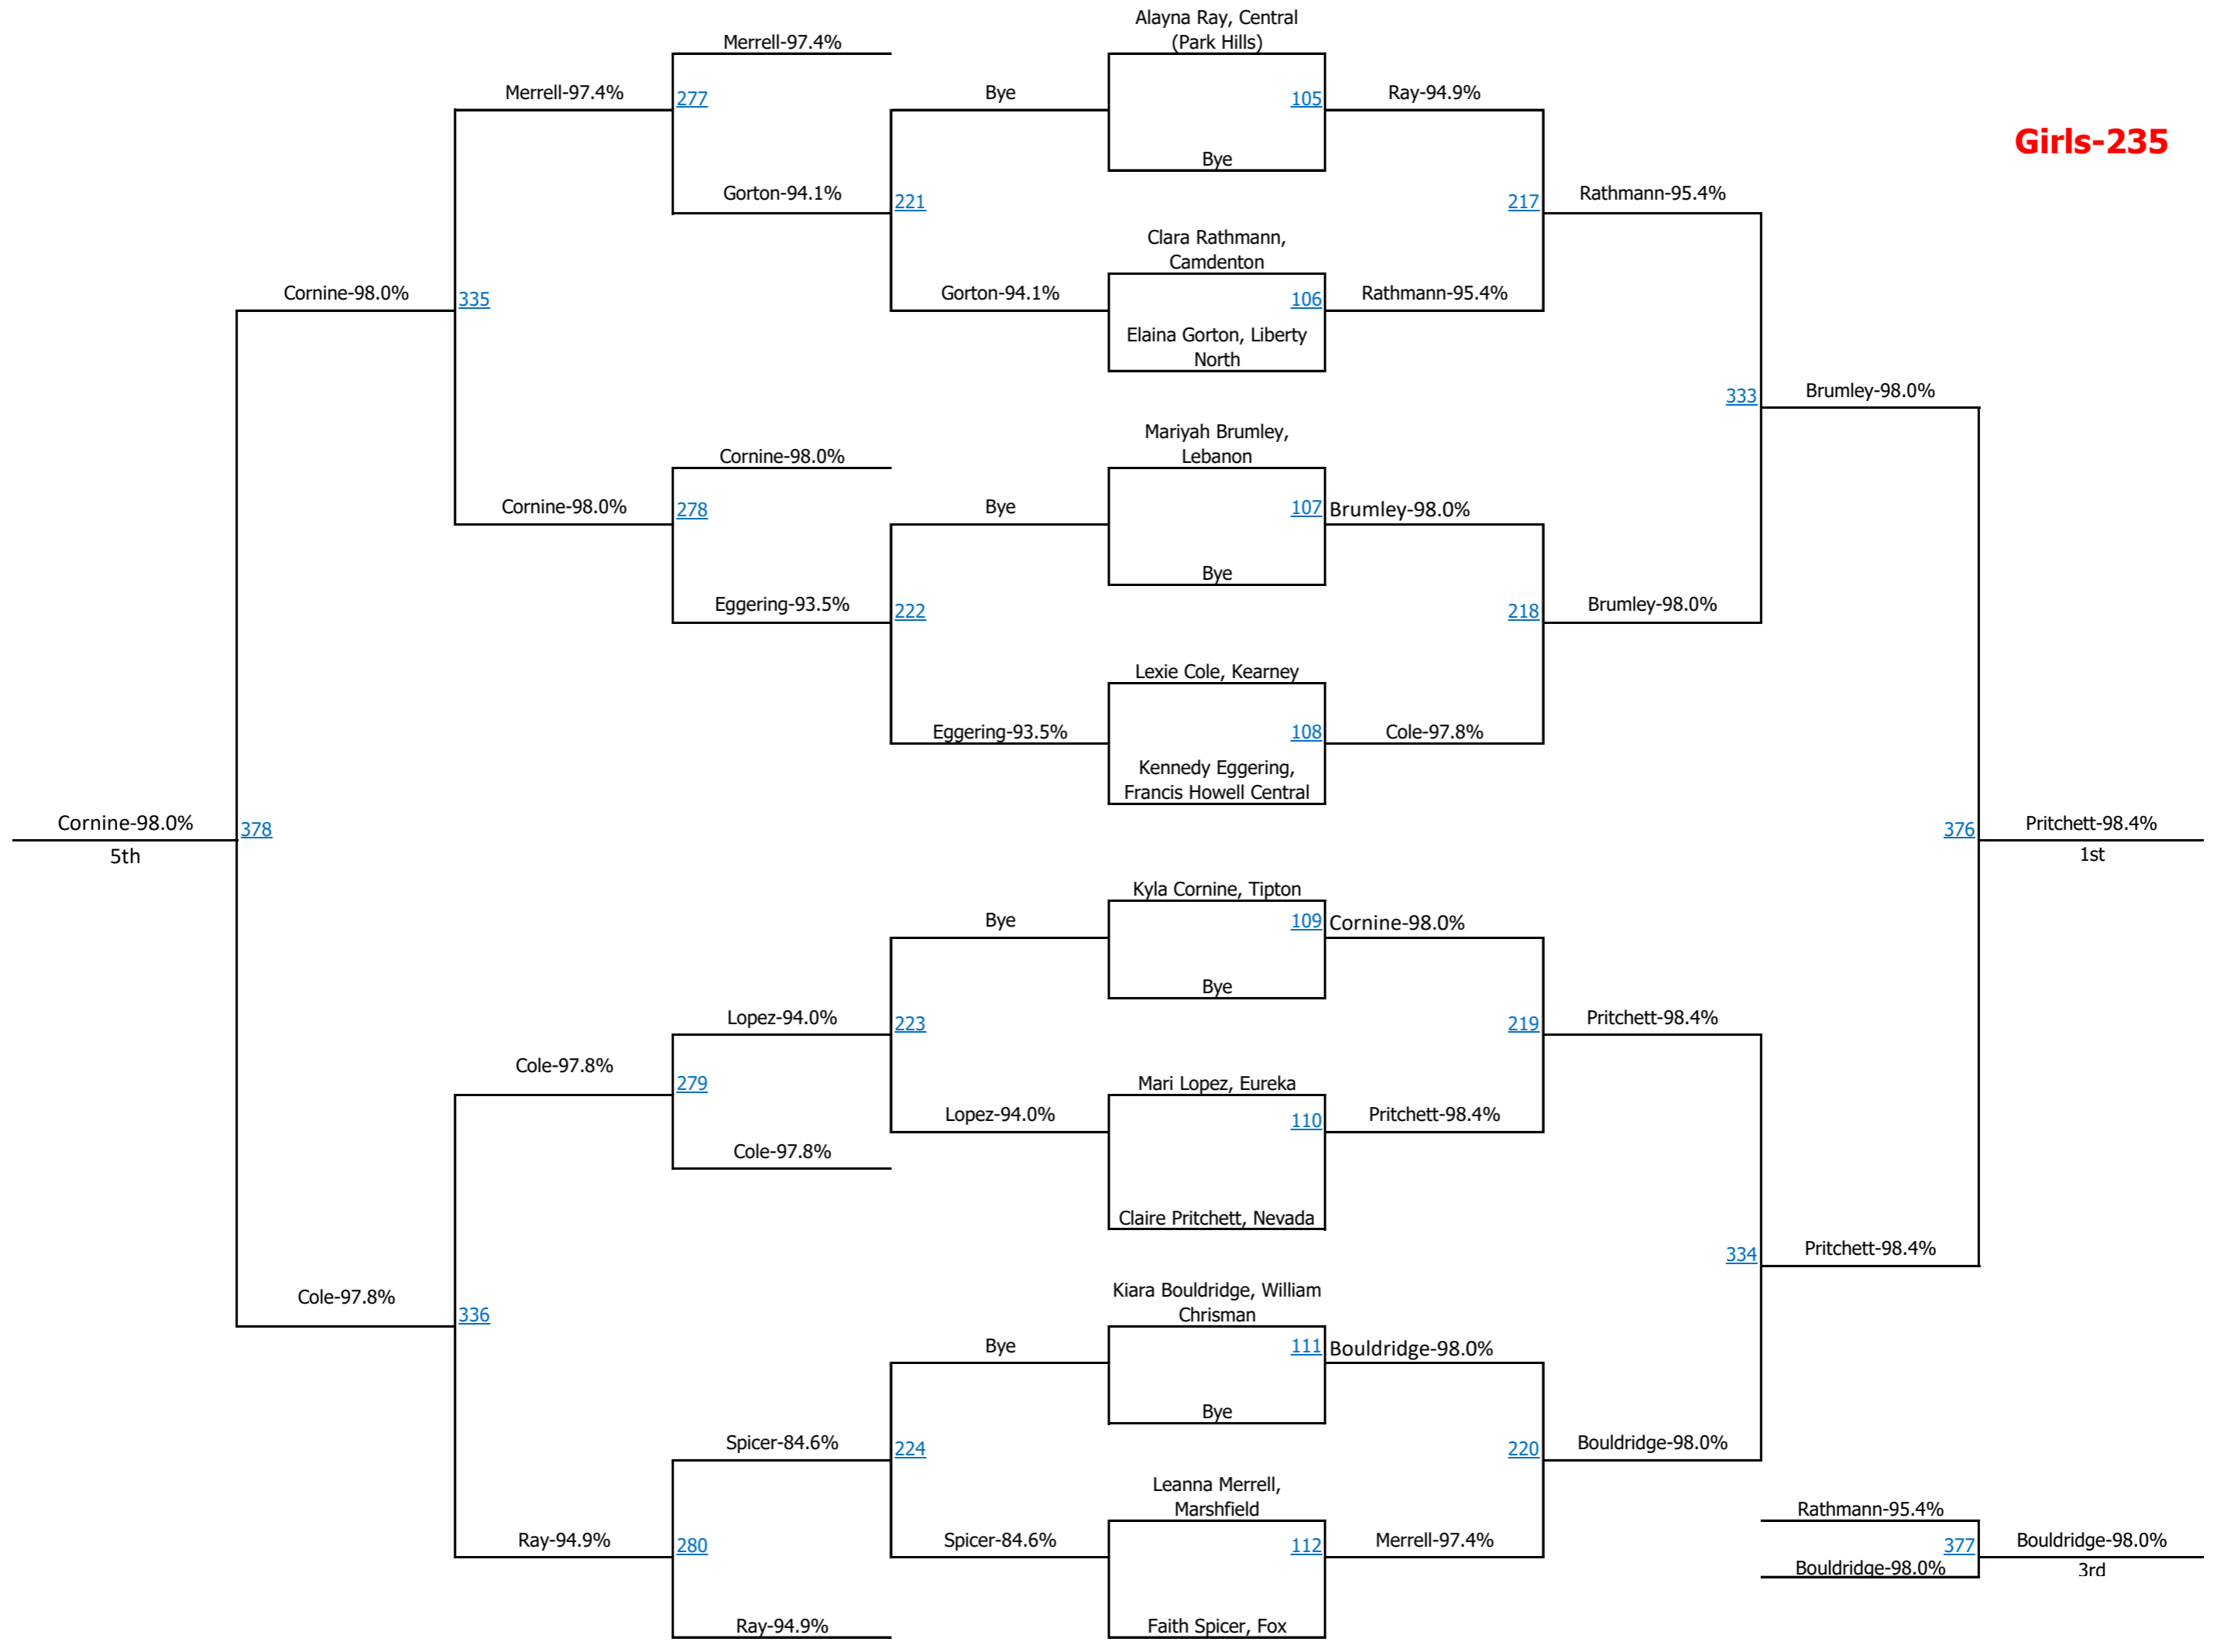 Girls-235
Alayna Ray, Central
(Park Hills)
Merrell-97.4%
Merrell-97.4%
277
Bye
105
Ray-94.9%
Bye
Gorton-94.1%
221
217
Rathmann-95.4%
Clara Rathmann,
Camdenton
Cornine-98.0%
335
Gorton-94.1%
106
Rathmann-95.4%
Elaina Gorton, Liberty
North
333
Brumley-98.0%
Mariyah Brumley,
Lebanon
Cornine-98.0%
Cornine-98.0%
278
Bye
107
Brumley-98.0%
Bye
Eggering-93.5%
222
218
Brumley-98.0%
Lexie Cole, Kearney
Eggering-93.5%
108
Cole-97.8%
Kennedy Eggering,
Francis Howell Central
Cornine-98.0%
378
5th
376
Pritchett-98.4%
1st
Kyla Cornine, Tipton
Bye
109
Cornine-98.0%
Bye
Lopez-94.0%
223
219
Pritchett-98.4%
Cole-97.8%
279
Mari Lopez, Eureka
Lopez-94.0%
110
Pritchett-98.4%
Cole-97.8%
Claire Pritchett, Nevada
334
Pritchett-98.4%
Kiara Bouldridge, William
Chrisman
Cole-97.8%
336
Bye
111
Bouldridge-98.0%
Bye
Spicer-84.6%
224
220
Bouldridge-98.0%
Leanna Merrell,
Marshfield
Rathmann-95.4%
Ray-94.9%
280
Spicer-84.6%
112
Merrell-97.4%
377
Bouldridge-98.0%
Bouldridge-98.0%
3rd
Ray-94.9%
Faith Spicer, Fox